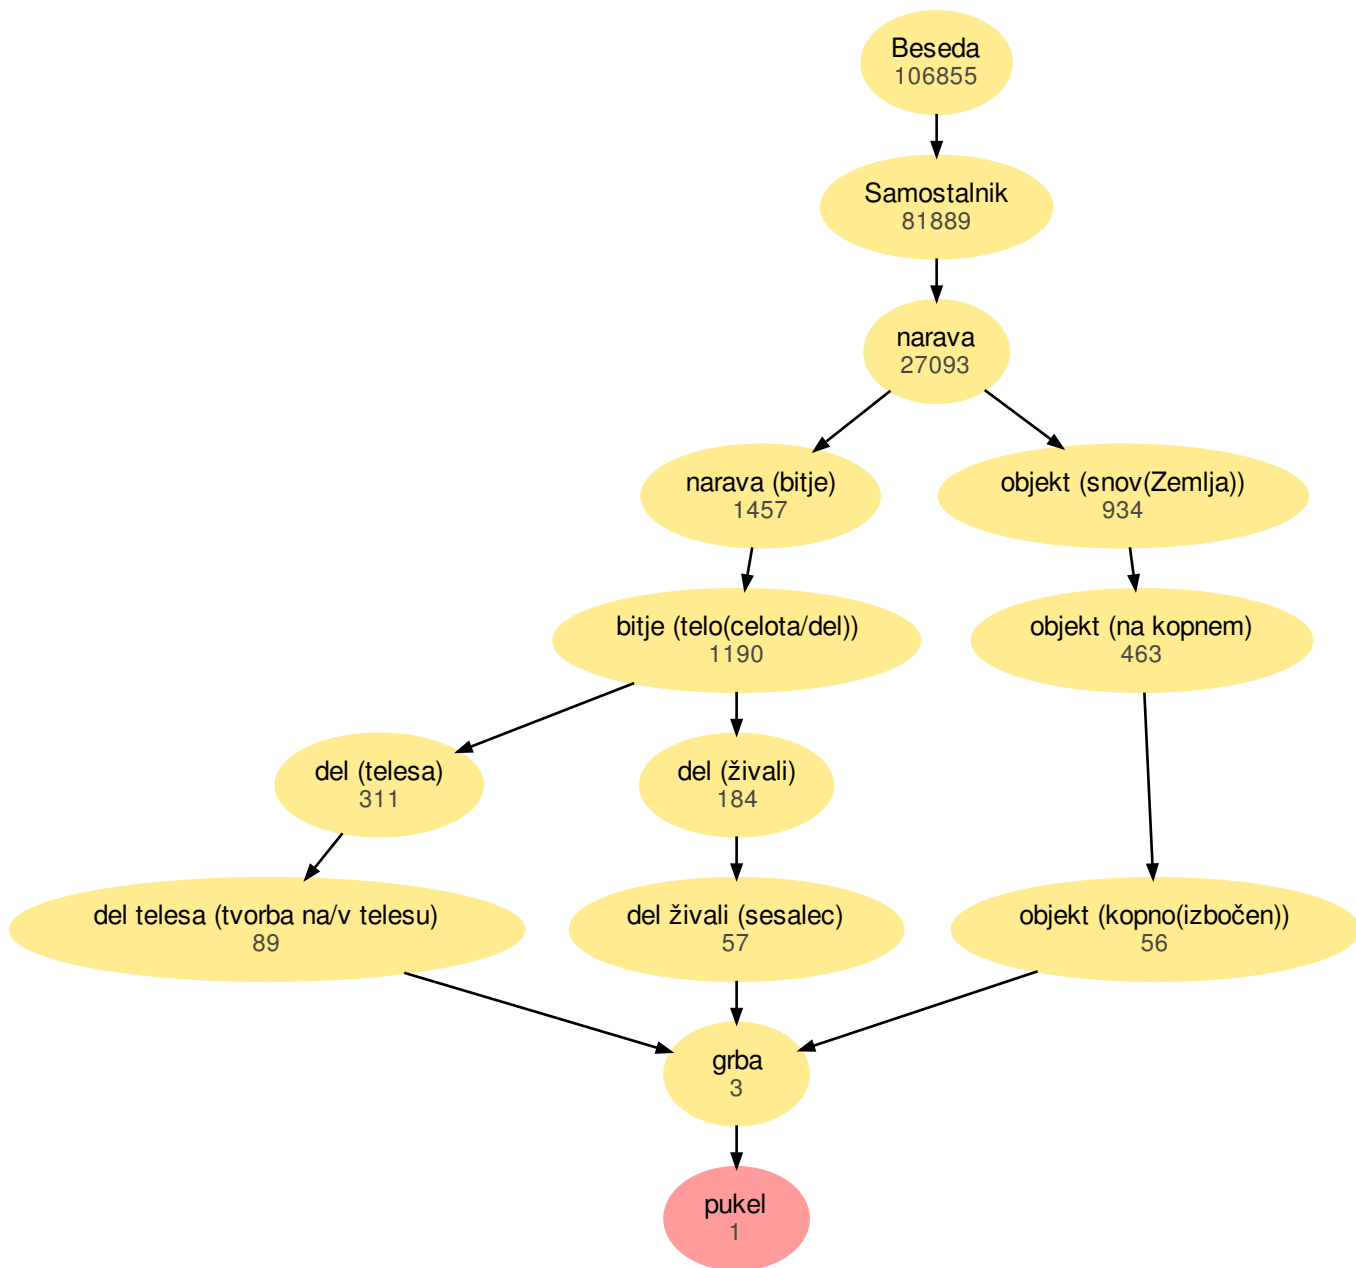 Beseda
106855
Samostalnik
81889
narava
27093
narava (bitje)
1457
objekt (snov(Zemlja))
934
bitje (telo(celota/del))
1190
objekt (na kopnem)
463
del (telesa)
311
del (živali)
184
del telesa (tvorba na/v telesu)
89
del živali (sesalec)
57
objekt (kopno(izbočen))
56
grba
3
pukel
1